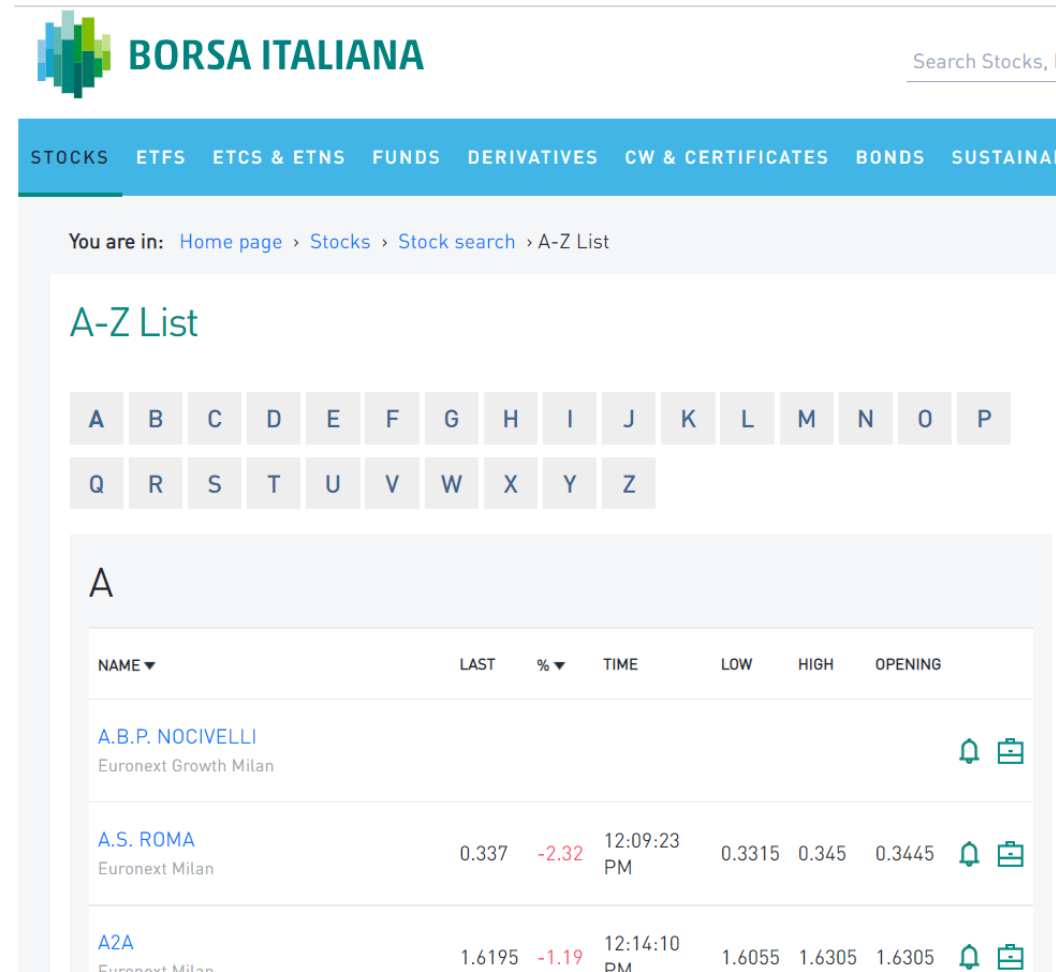 BORSA ITALIANA
Search Stocks,
STOCKS ETFS ETCS & ETNS FUNDS DERIVATIVES CW & CERTIFICATES BONDS
You are in: Home page › Stocks › Stock search › A-Z List
A-Z List
A B C D E F G H I J K L M N O P
Q R S T U V W X Y Z
A
NAME ▼ LAST % ▼ TIME LOW HIGH OPENING
A.B.P. NOCIVELLI
Euronext Growth Milan
A.S. ROMA
Euronext Milan
0.337 -2.32 12:09:23 PM 0.3315 0.345 0.3445
A2A
Euronext Milan
1.6195 -1.19 12:14:10 PM 1.6055 1.6305 1.6305